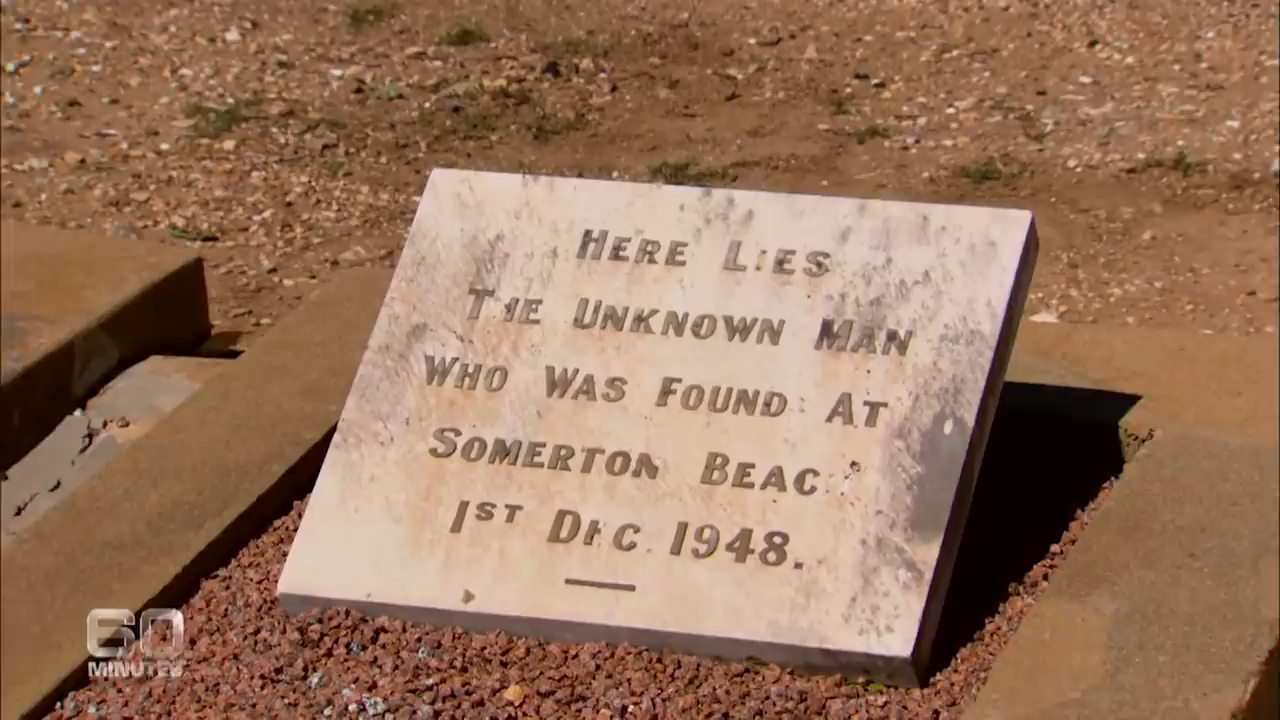 HERE LIES
THE UNKNOWN MAN
WHO WAS FOUND AT
SOMERTON BEAC
1ST DEC. 1948.
60
MINUTES